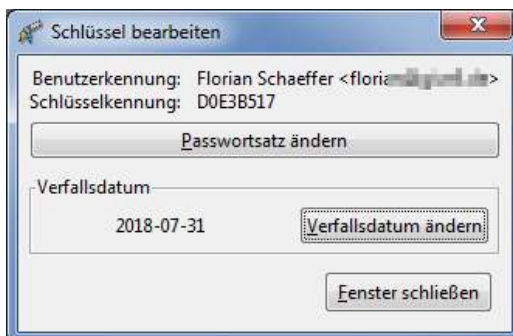 Schlüssel bearbeiten
Benutzerkennung: Florian Schaeffer
Schlüsselkennung: D0E3B517
Passwortsatz ändern
Verfallsdatum
2018-07-31 Verfallsdatum ändern
Fenster schließen